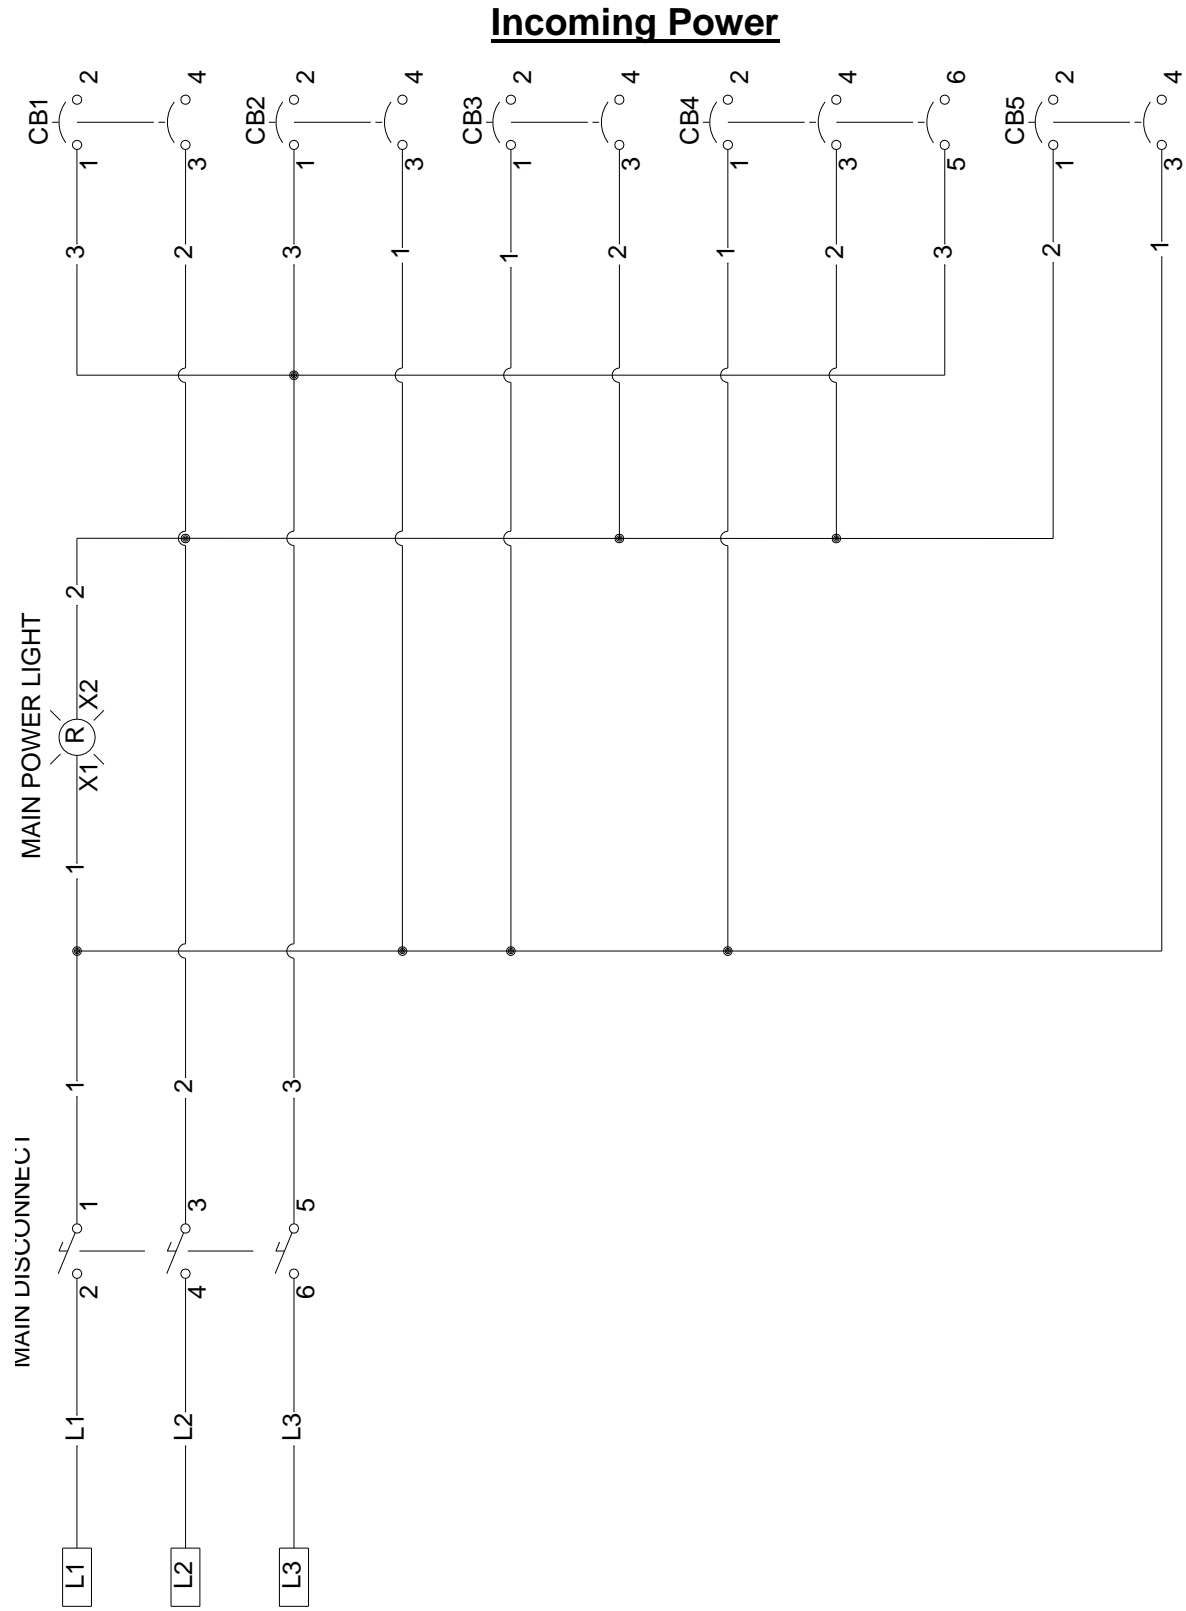 Incoming Power
CB1 2 4
CB2 2 4
CB3 2 4
CB4 2 4 6
CB5 2 4
1 3 1 3 1 3 1 3 5 1 3
3 2 3 1 1 2 1 2 3 2 1
2
MAIN POWER LIGHT
X2
R
X1
1
1 2 3
MAIN DISCONNECT
1 3 5
2 4 6
L1 L2 L3
L1 L2 L3